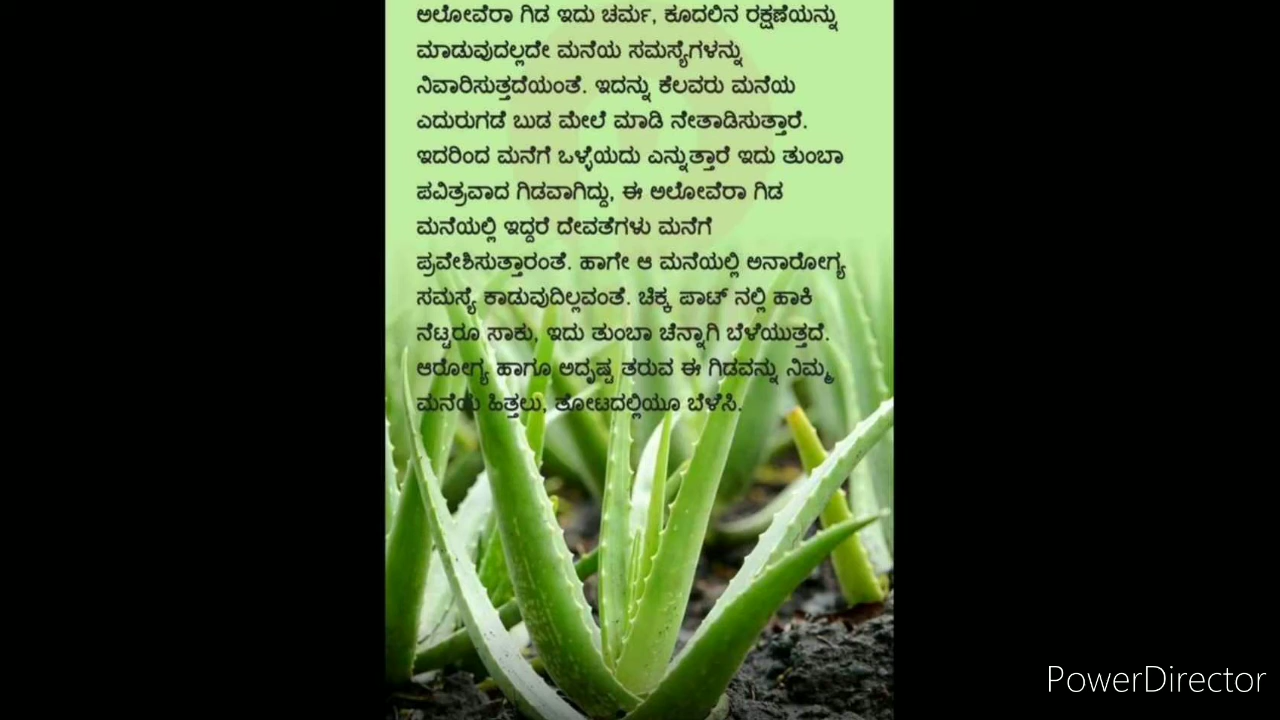 ಅಲೋವೆರಾ ಗಿಡ ಇದು ಚರ್ಮ, ಕೂದಲಿನ ರಕ್ಷಣೆಯನ್ನು
ಮಾಡುವುದಲ್ಲದೇ ಮನೆಯ ಸಮಸ್ಯೆಗಳನ್ನು
ನಿವಾರಿಸುತ್ತದೆಯಂತೆ. ಇದನ್ನು ಕೆಲವರು ಮನೆಯ
ಎದುರುಗಡೆ ಬುಡ ಮೇಲೆ ಮಾಡಿ ನೇತಾಡಿಸುತ್ತಾರೆ.
ಇದರಿಂದ ಮನೆಗೆ ಒಳ್ಳೆಯದು ಎನ್ನುತ್ತಾರೆ ಇದು ತುಂಬಾ
ಪವಿತ್ರವಾದ ಗಿಡವಾಗಿದ್ದು, ಈ ಅಲೋವೆರಾ ಗಿಡ
ಮನೆಯಲ್ಲಿ ಇದ್ದರೆ ದೇವತೆಗಳು ಮನೆಗೆ
ಪ್ರವೇಶಿಸುತ್ತಾರಂತೆ. ಹಾಗೇ ಆ ಮನೆಯಲ್ಲಿ ಅನಾರೋಗ್ಯ
ಸಮಸ್ಯೆ ಕಾಡುವುದಿಲ್ಲವಂತೆ. ಚಿಕ್ಕ ಪಾಟ್ ನಲ್ಲಿ ಹಾಕಿ
ನೆಟ್ಟರೂ ಸಾಕು, ಇದು ತುಂಬಾ ಚೆನ್ನಾಗಿ ಬೆಳೆಯುತ್ತದೆ.
ಆರೋಗ್ಯ ಹಾಗೂ ಅದೃಷ್ಟ ತರುವ ಈ ಗಿಡವನ್ನು ನಿಮ್ಮ
ಮನೆಯ ಹಿತ್ತಲು, ತೋಟದಲ್ಲಿಯೂ ಬೆಳೆಸಿ.
PowerDirector